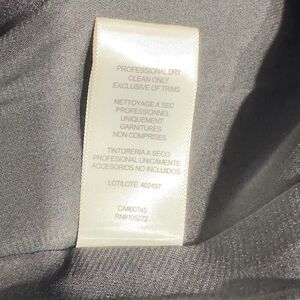 PROFESSIONAL DRY
CLEAN ONLY
EXCLUSIVE OF TRIMS
NETTOYAGE A SEC
PROFESSIONNEL
UNIQUEMENT
GARNITURES
NON COMPRISES
TINTORERIA A SECO
PROFESIONAL UNICAMENTE
ACCESORIOS NO INCLUIDOS
LOT/LOTE 402437
CA#00745
RN#105272